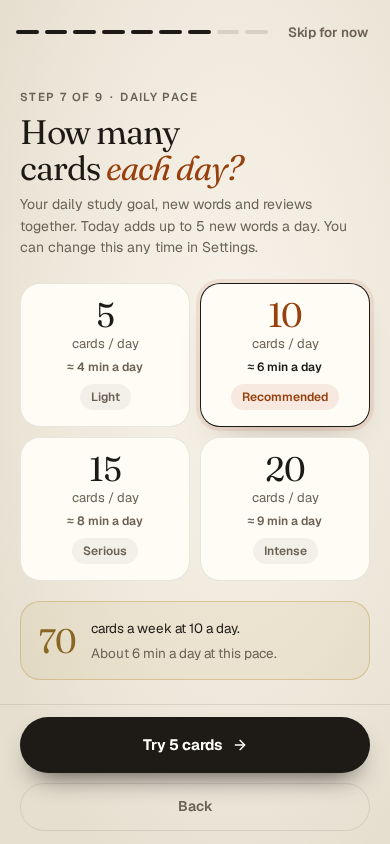 Skip for now
STEP 7 OF 9 · DAILY PACE
How many
cards each day?
Your daily study goal, new words and reviews
together. Today adds up to 5 new words a day. You
can change this any time in Settings.
5
cards / day
≈ 4 min a day
Light
10
cards / day
≈ 6 min a day
Recommended
15
cards / day
≈ 8 min a day
Serious
20
cards / day
≈ 9 min a day
Intense
70
cards a week at 10 a day.
About 6 min a day at this pace.
Try 5 cards →
Back